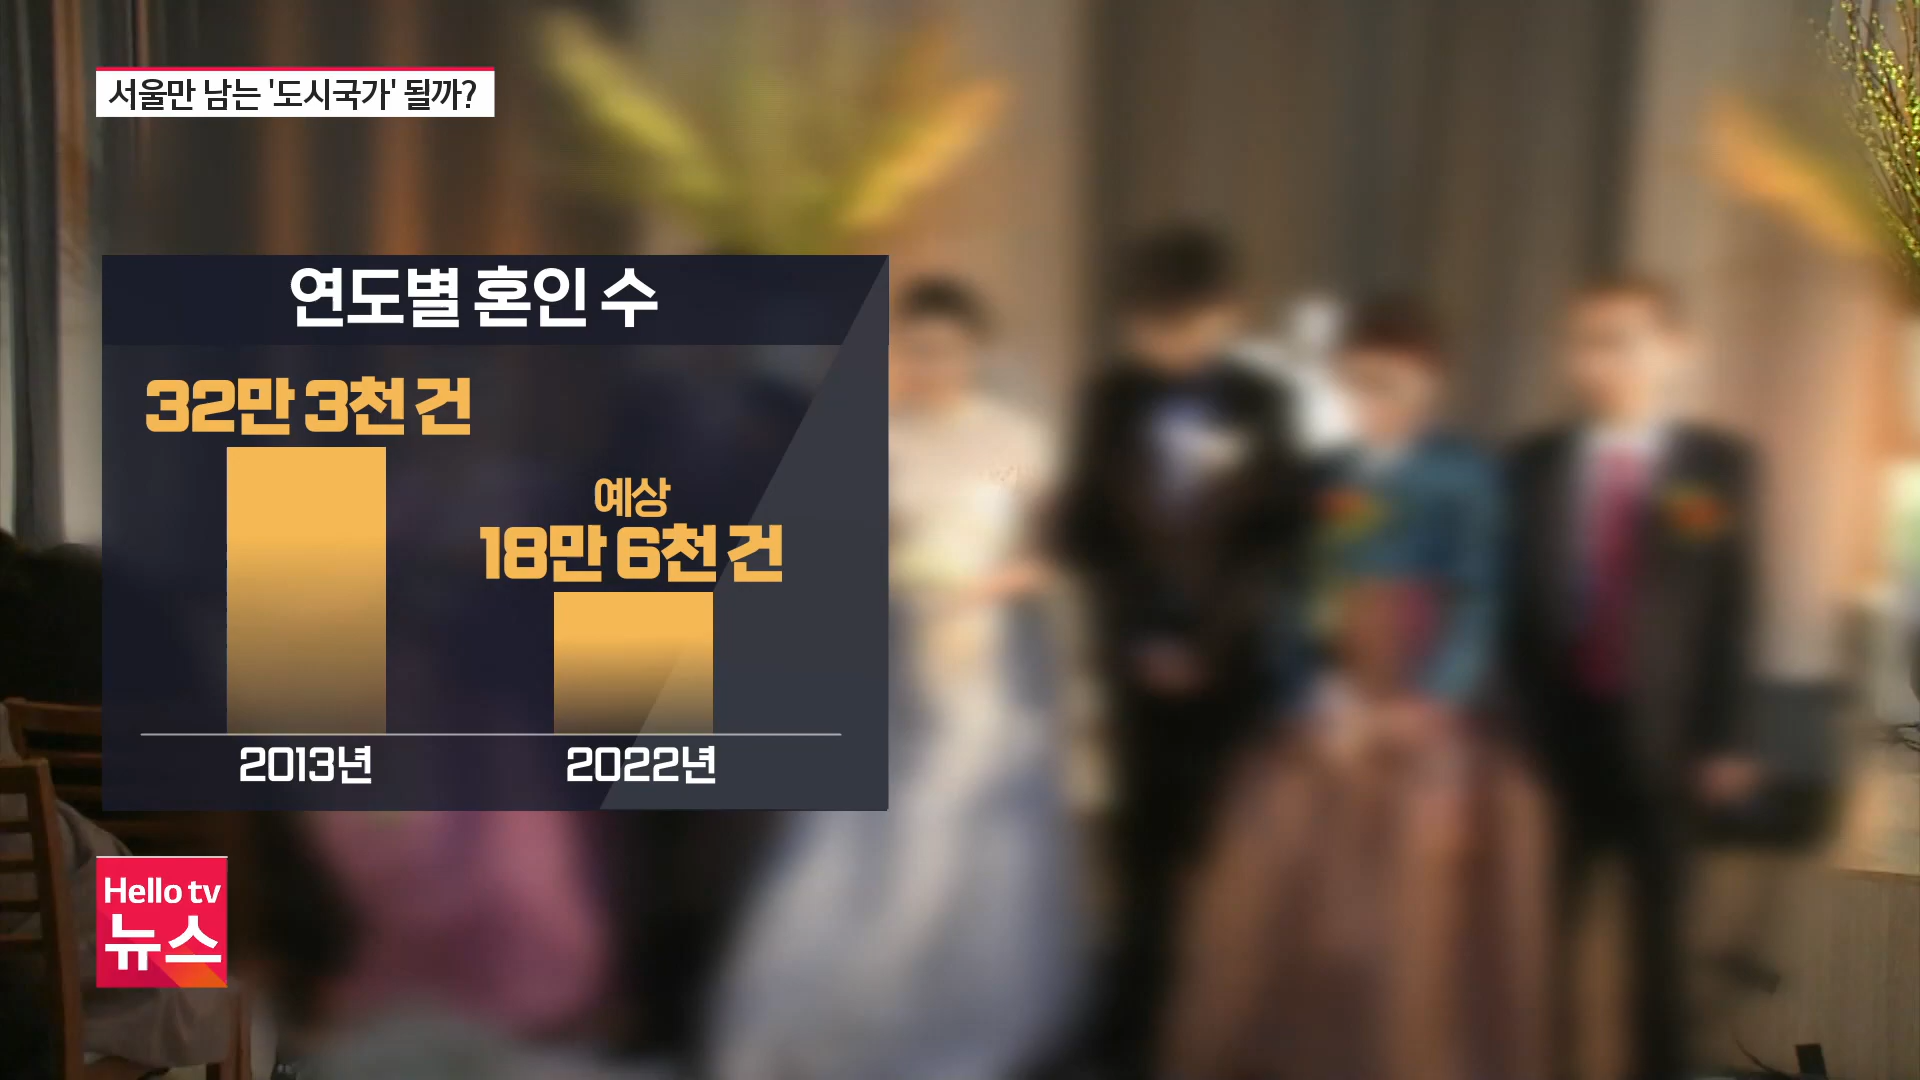 서울만 남는 '도시국가' 될까?
연도별 혼인 수
32만 3천 건
예상
18만 6천 건
2013년
2022년
Hello tv
뉴스